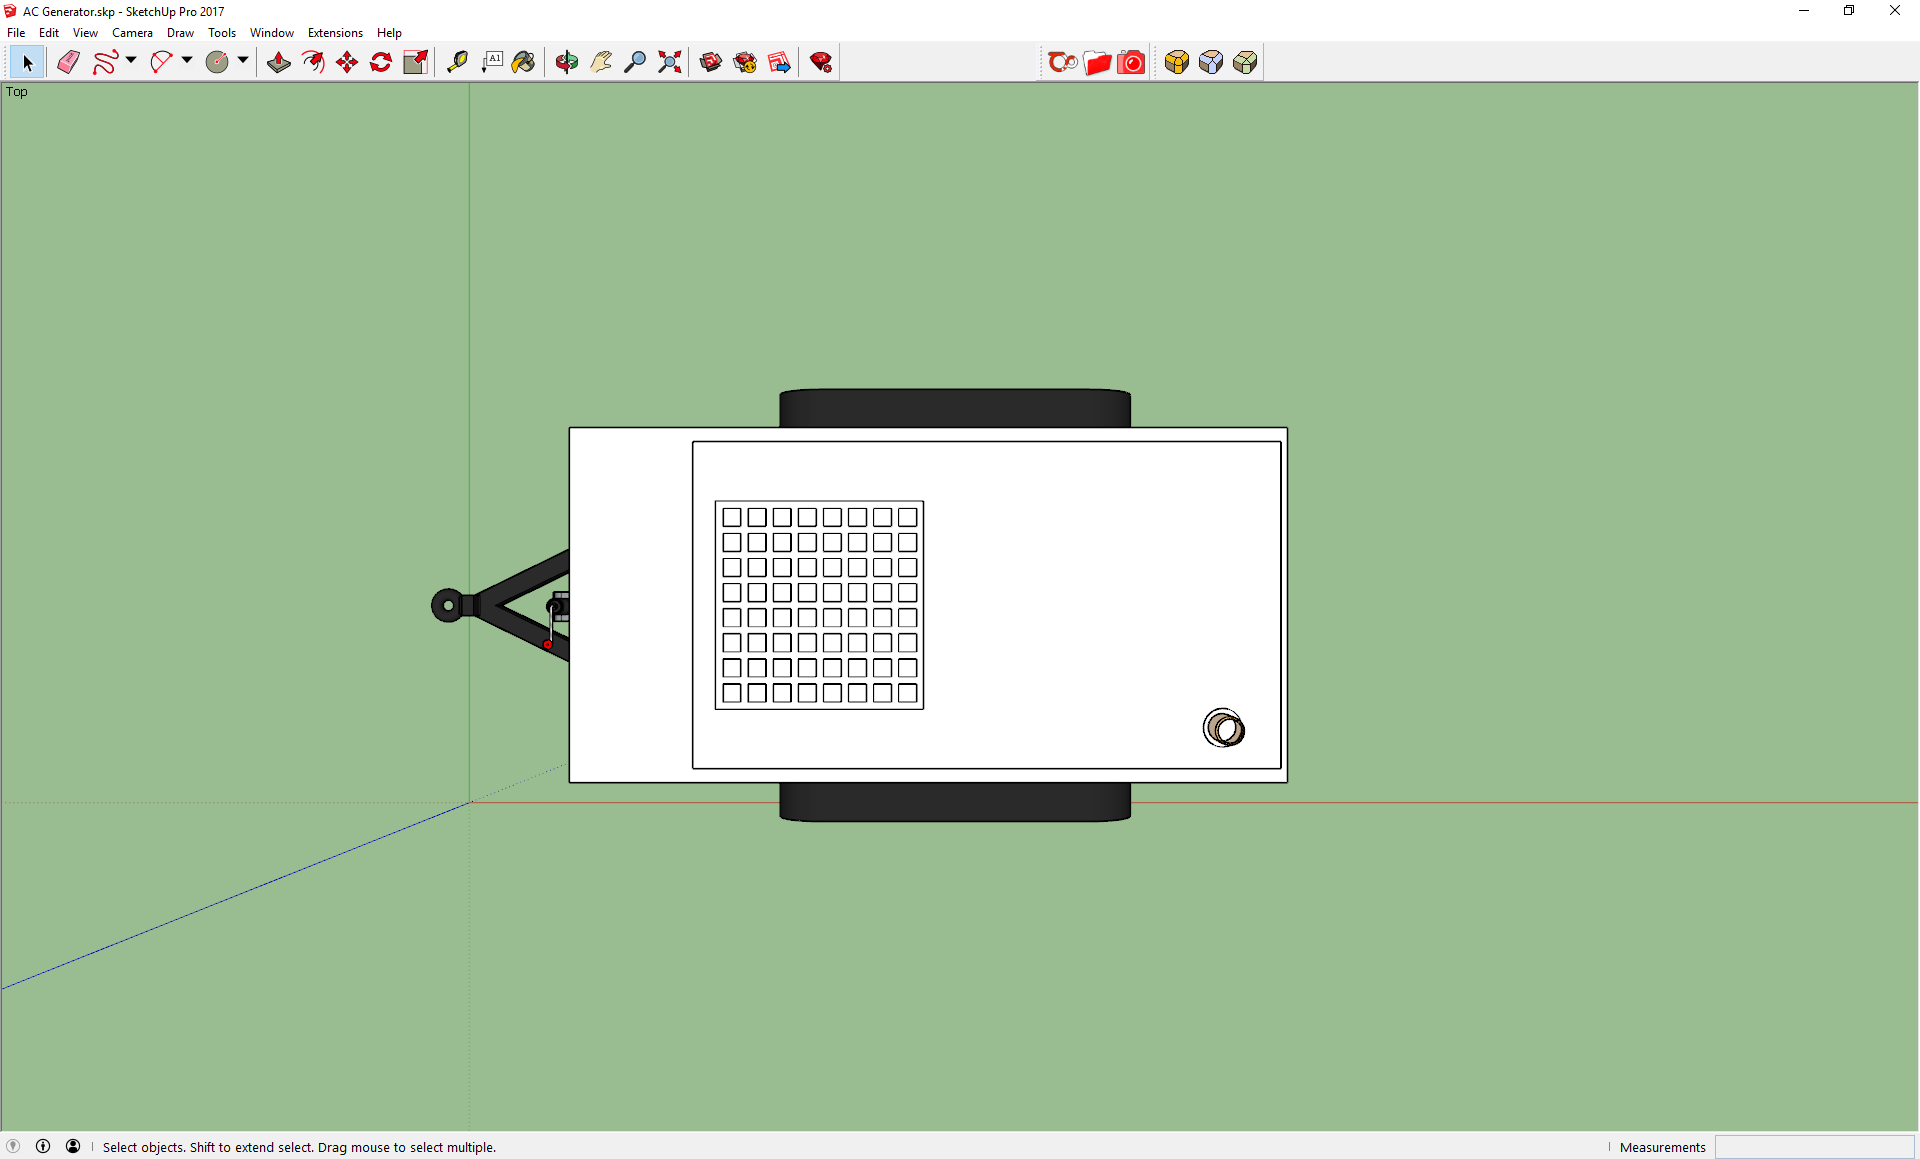 AC Generator.skp - SketchUp Pro 2017
File Edit View Camera Draw Tools Window Extensions Help
A1
Top
Select objects. Shift to extend select. Drag mouse to select multiple.
Measurements